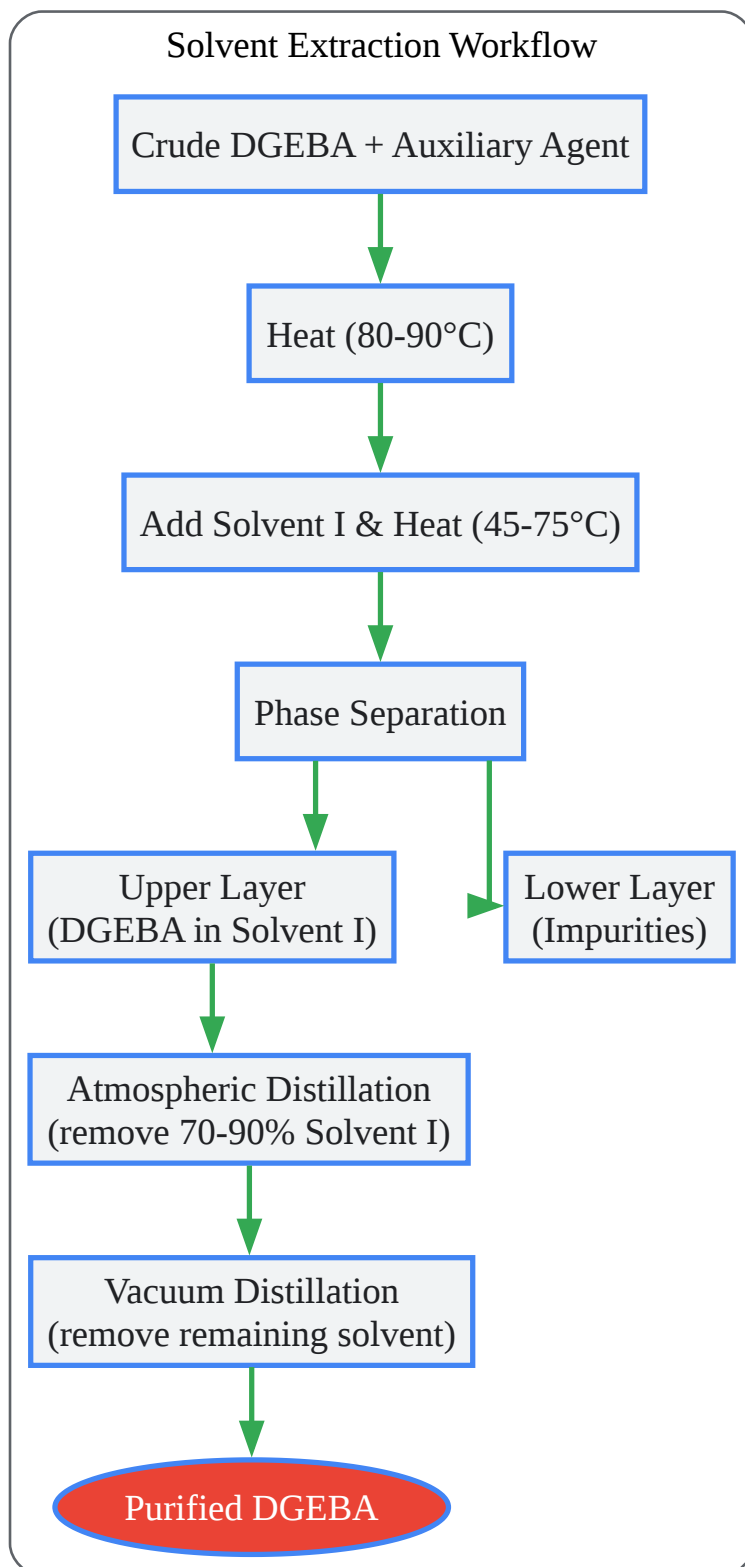 Solvent Extraction Workflow
Crude DGEBA + Auxiliary Agent
Heat (80-90°C)
Add Solvent I & Heat (45-75°C)
Phase Separation
Upper Layer
(DGEBA in Solvent I)
Lower Layer
(Impurities)
Atmospheric Distillation
(remove 70-90% Solvent I)
Vacuum Distillation
(remove remaining solvent)
Purified DGEBA